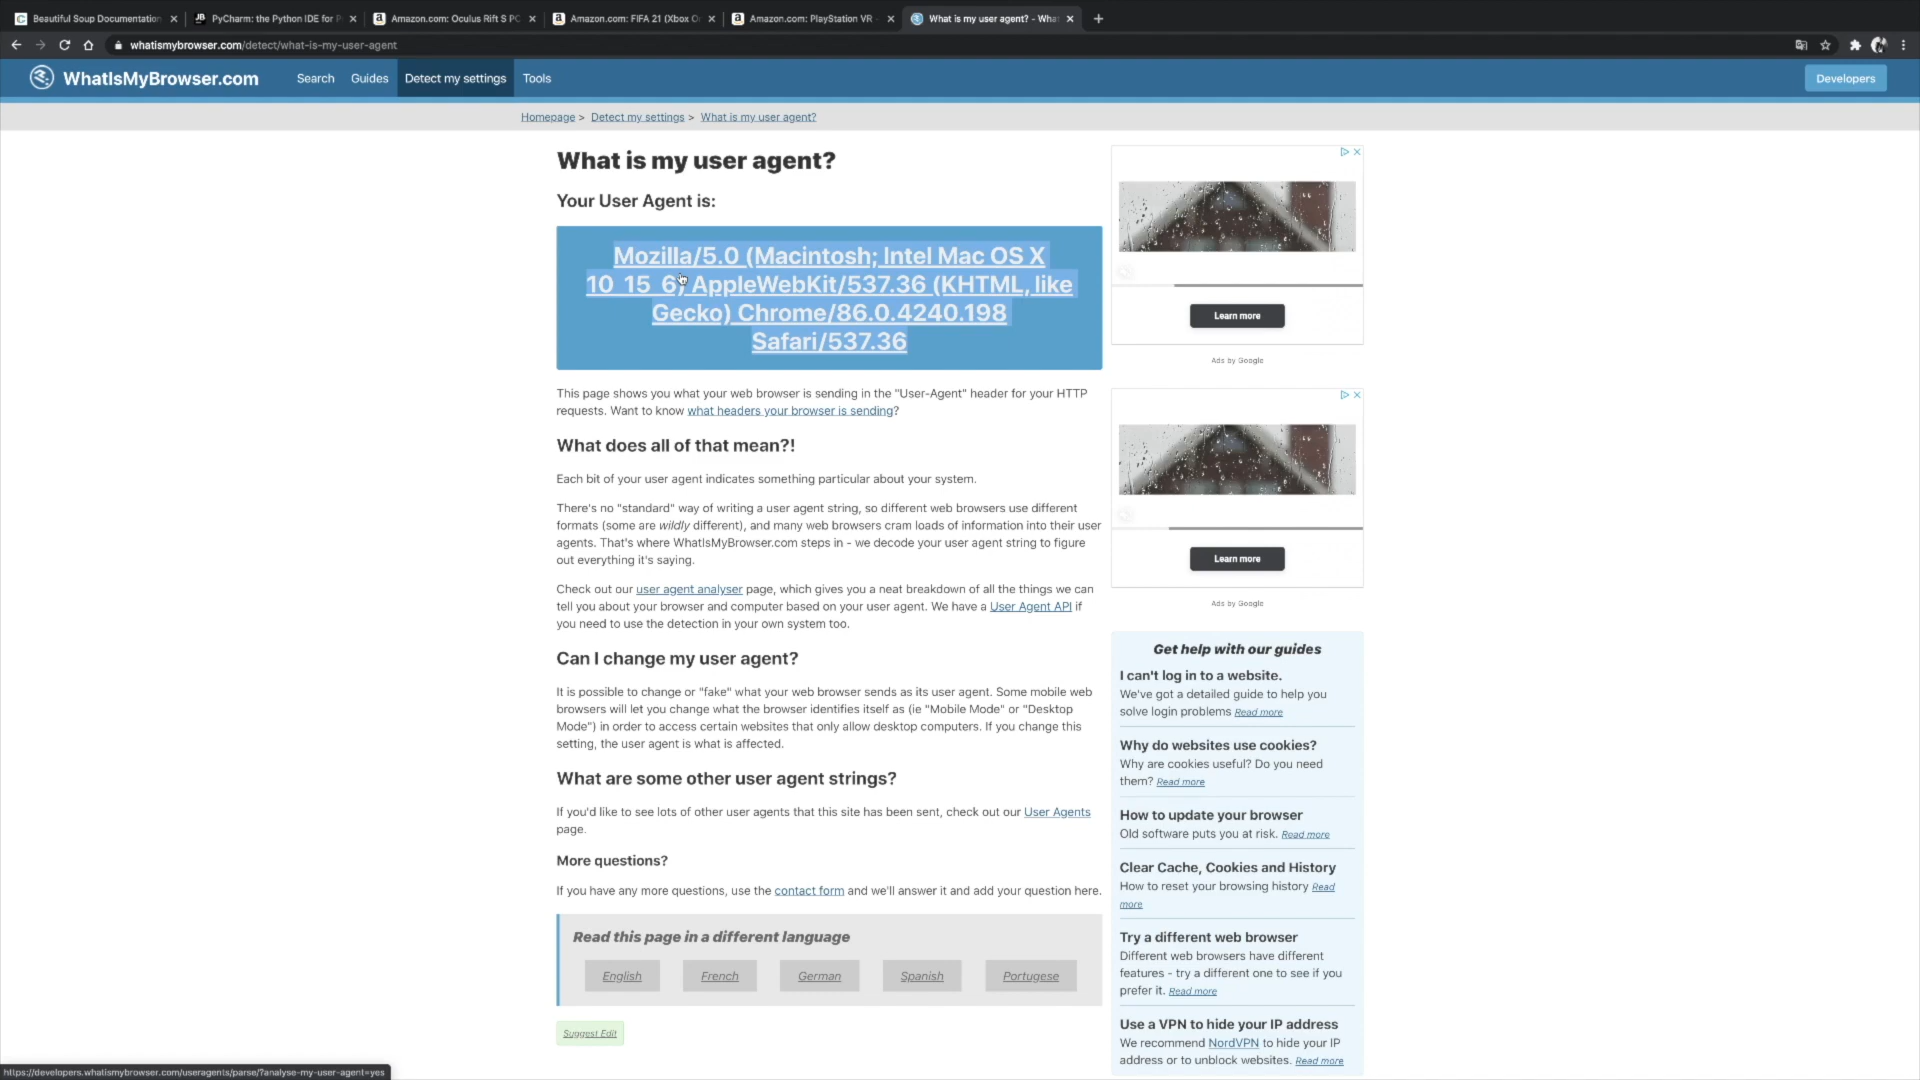 Beautiful Soup Documentation
PyCharm: the Python IDE for P
Amazon.com: Oculus Rift S PC
Amazon.com: FIFA 21 (Xbox O
Amazon.com: PlayStation VR -
What is my user agent? - Wha
whatismybrowser.com/detect/what-is-my-user-agent
WhatIsMyBrowser.com
Search
Guides
Detect my settings
Tools
Developers
Homepage > Detect my settings > What is my user agent?
What is my user agent?
Your User Agent is:
Mozilla/5.0 (Macintosh; Intel Mac OS X
10_15_6) AppleWebKit/537.36 (KHTML, like
Gecko) Chrome/86.0.4240.198
Safari/537.36
This page shows you what your web browser is sending in the "User-Agent" header for your HTTP
requests. Want to know what headers your browser is sending?
What does all of that mean?!
Each bit of your user agent indicates something particular about your system.
There's no "standard" way of writing a user agent string, so different web browsers use different
formats (some are wildly different), and many web browsers cram loads of information into their user
agents. That's where WhatIsMyBrowser.com steps in - we decode your user agent string to figure
out everything it's saying.
Check out our user agent analyser page, which gives you a neat breakdown of all the things we can
tell you about your browser and computer based on your user agent. We have a User Agent API if
you need to use the detection in your own system too.
Can I change my user agent?
It is possible to change or "fake" what your web browser sends as its user agent. Some mobile web
browsers will let you change what the browser identifies itself as (ie "Mobile Mode" or "Desktop
Mode") in order to access certain websites that only allow desktop computers. If you change this
setting, the user agent is what is affected.
What are some other user agent strings?
If you'd like to see lots of other user agents that this site has been sent, check out our User Agents
page.
More questions?
If you have any more questions, use the contact form and we'll answer it and add your question here.
Read this page in a different language
English
French
German
Spanish
Portugese
Suggest Edit
Learn more
Ads by Google
Learn more
Ads by Google
Get help with our guides
I can't log in to a website.
We've got a detailed guide to help you
solve login problems Read more
Why do websites use cookies?
Why are cookies useful? Do you need
them? Read more
How to update your browser
Old software puts you at risk. Read more
Clear Cache, Cookies and History
How to reset your browsing history Read
more
Try a different web browser
Different web browsers have different
features - try a different one to see if you
prefer it. Read more
Use a VPN to hide your IP address
We recommend NordVPN to hide your IP
address or to unblock websites. Read more
https://developers.whatismybrowser.com/useragents/parse/?analyse-my-user-agent=yes